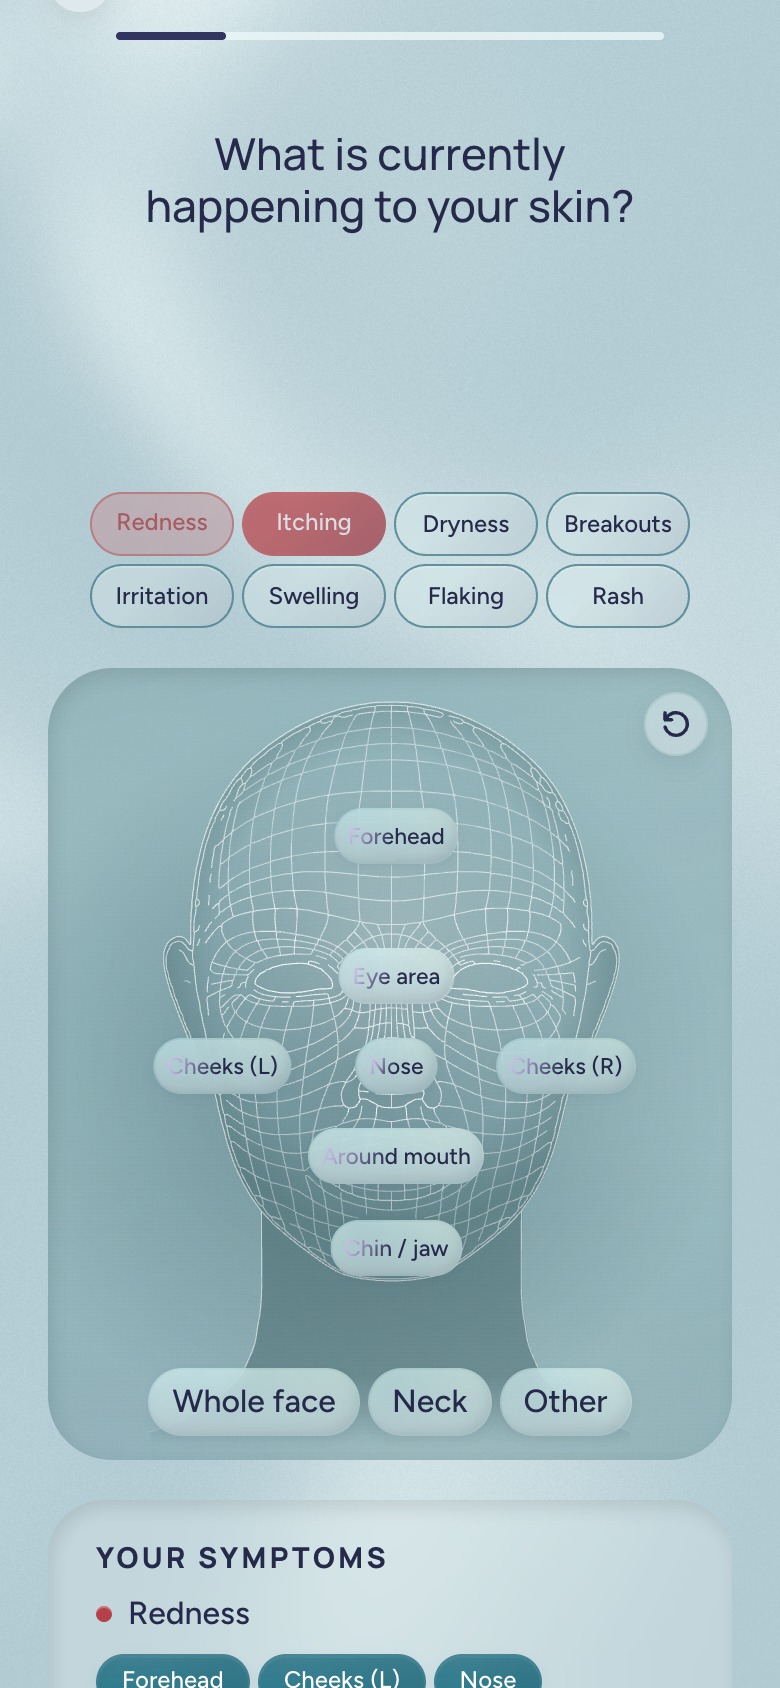 What is currently
happening to your skin?
Redness Itching Dryness Breakouts
Irritation Swelling Flaking Rash
Forehead
Eye area
Cheeks (L) Nose Cheeks (R)
Around mouth
Chin / jaw
Whole face Neck Other
YOUR SYMPTOMS
Redness
Forehead Cheeks (L) Nose